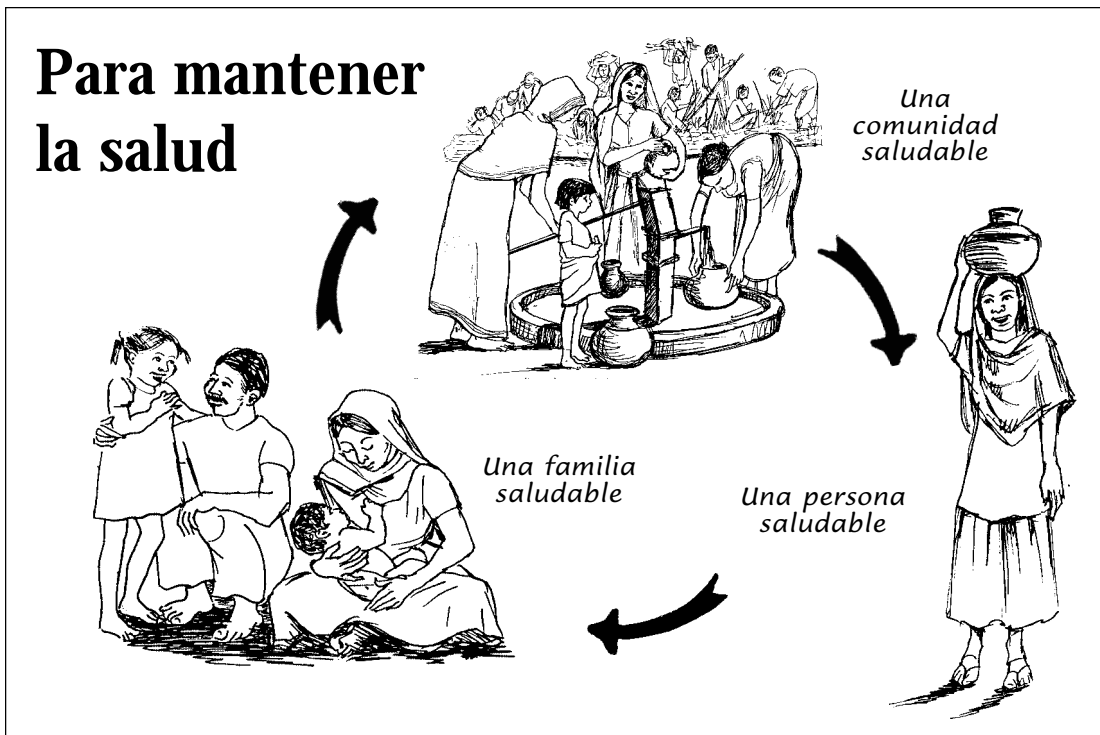 Para mantener
la salud
Una
comunidad
saludable
Una familia
saludable
Una persona
saludable